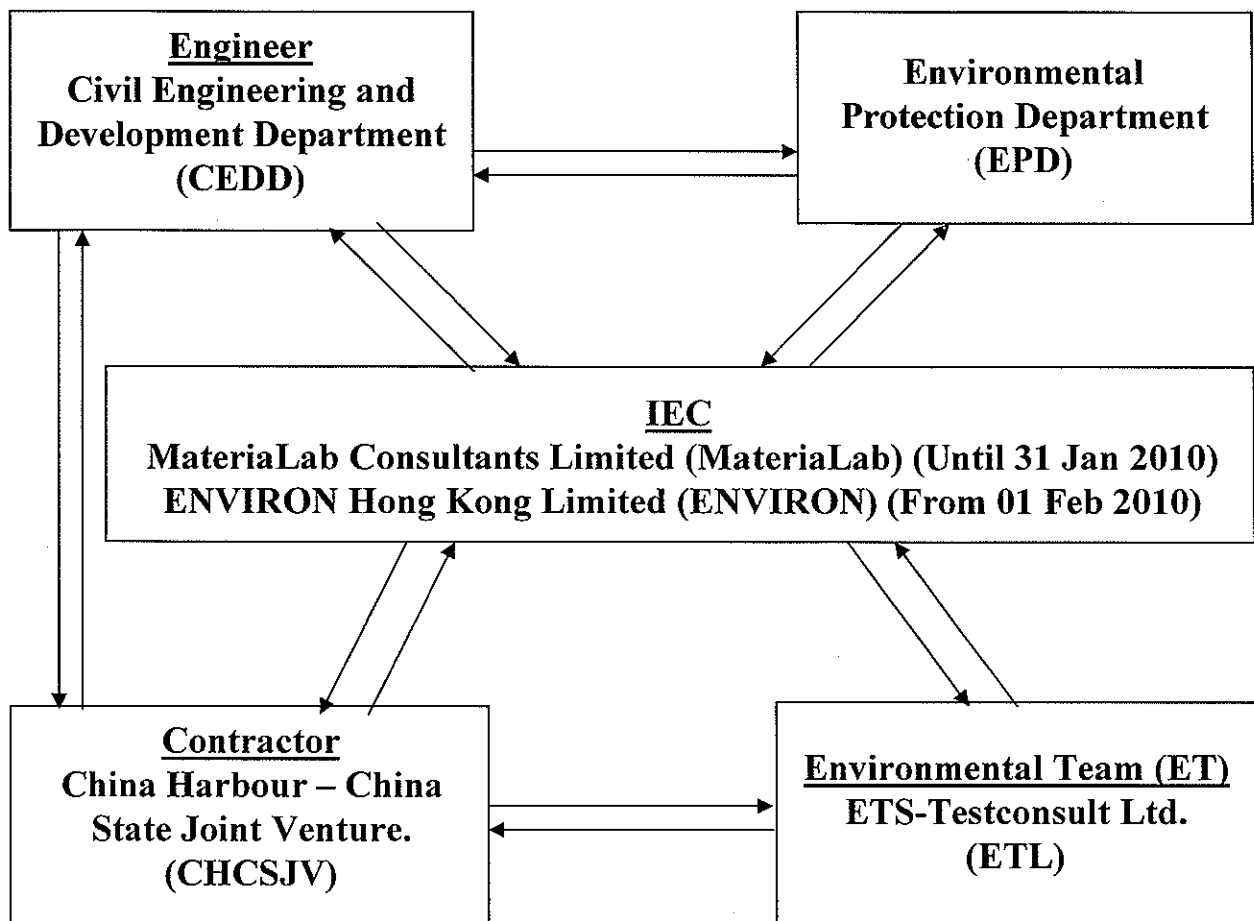 Engineer
Civil Engineering and
Development Department
(CEDD)
Environmental
Protection Department
(EPD)
IEC
MateriaLab Consultants Limited (MateriaLab) (Until 31 Jan 2010)
ENVIRON Hong Kong Limited (ENVIRON) (From 01 Feb 2010)
Contractor
China Harbour – China
State Joint Venture.
(CHCSJV)
Environmental Team (ET)
ETS-Testconsult Ltd.
(ETL)